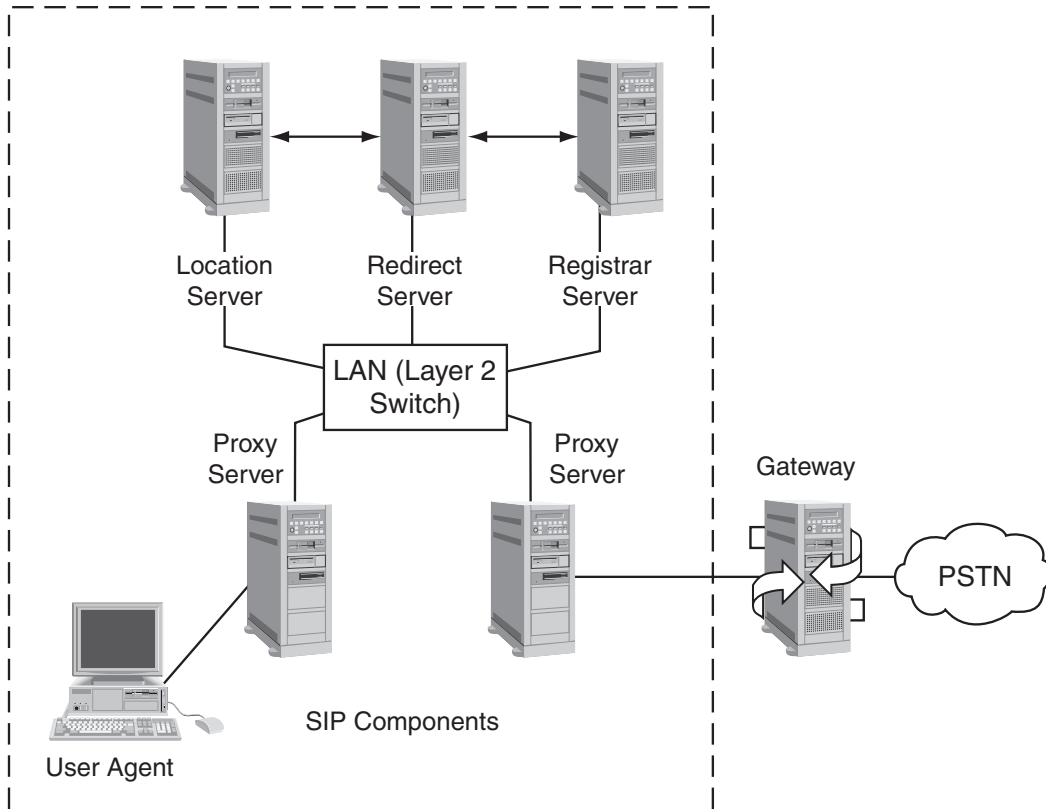 Location
Server
Redirect
Server
Registrar
Server
LAN (Layer 2
Switch)
Proxy
Server
Proxy
Server
Gateway
PSTN
SIP Components
User Agent